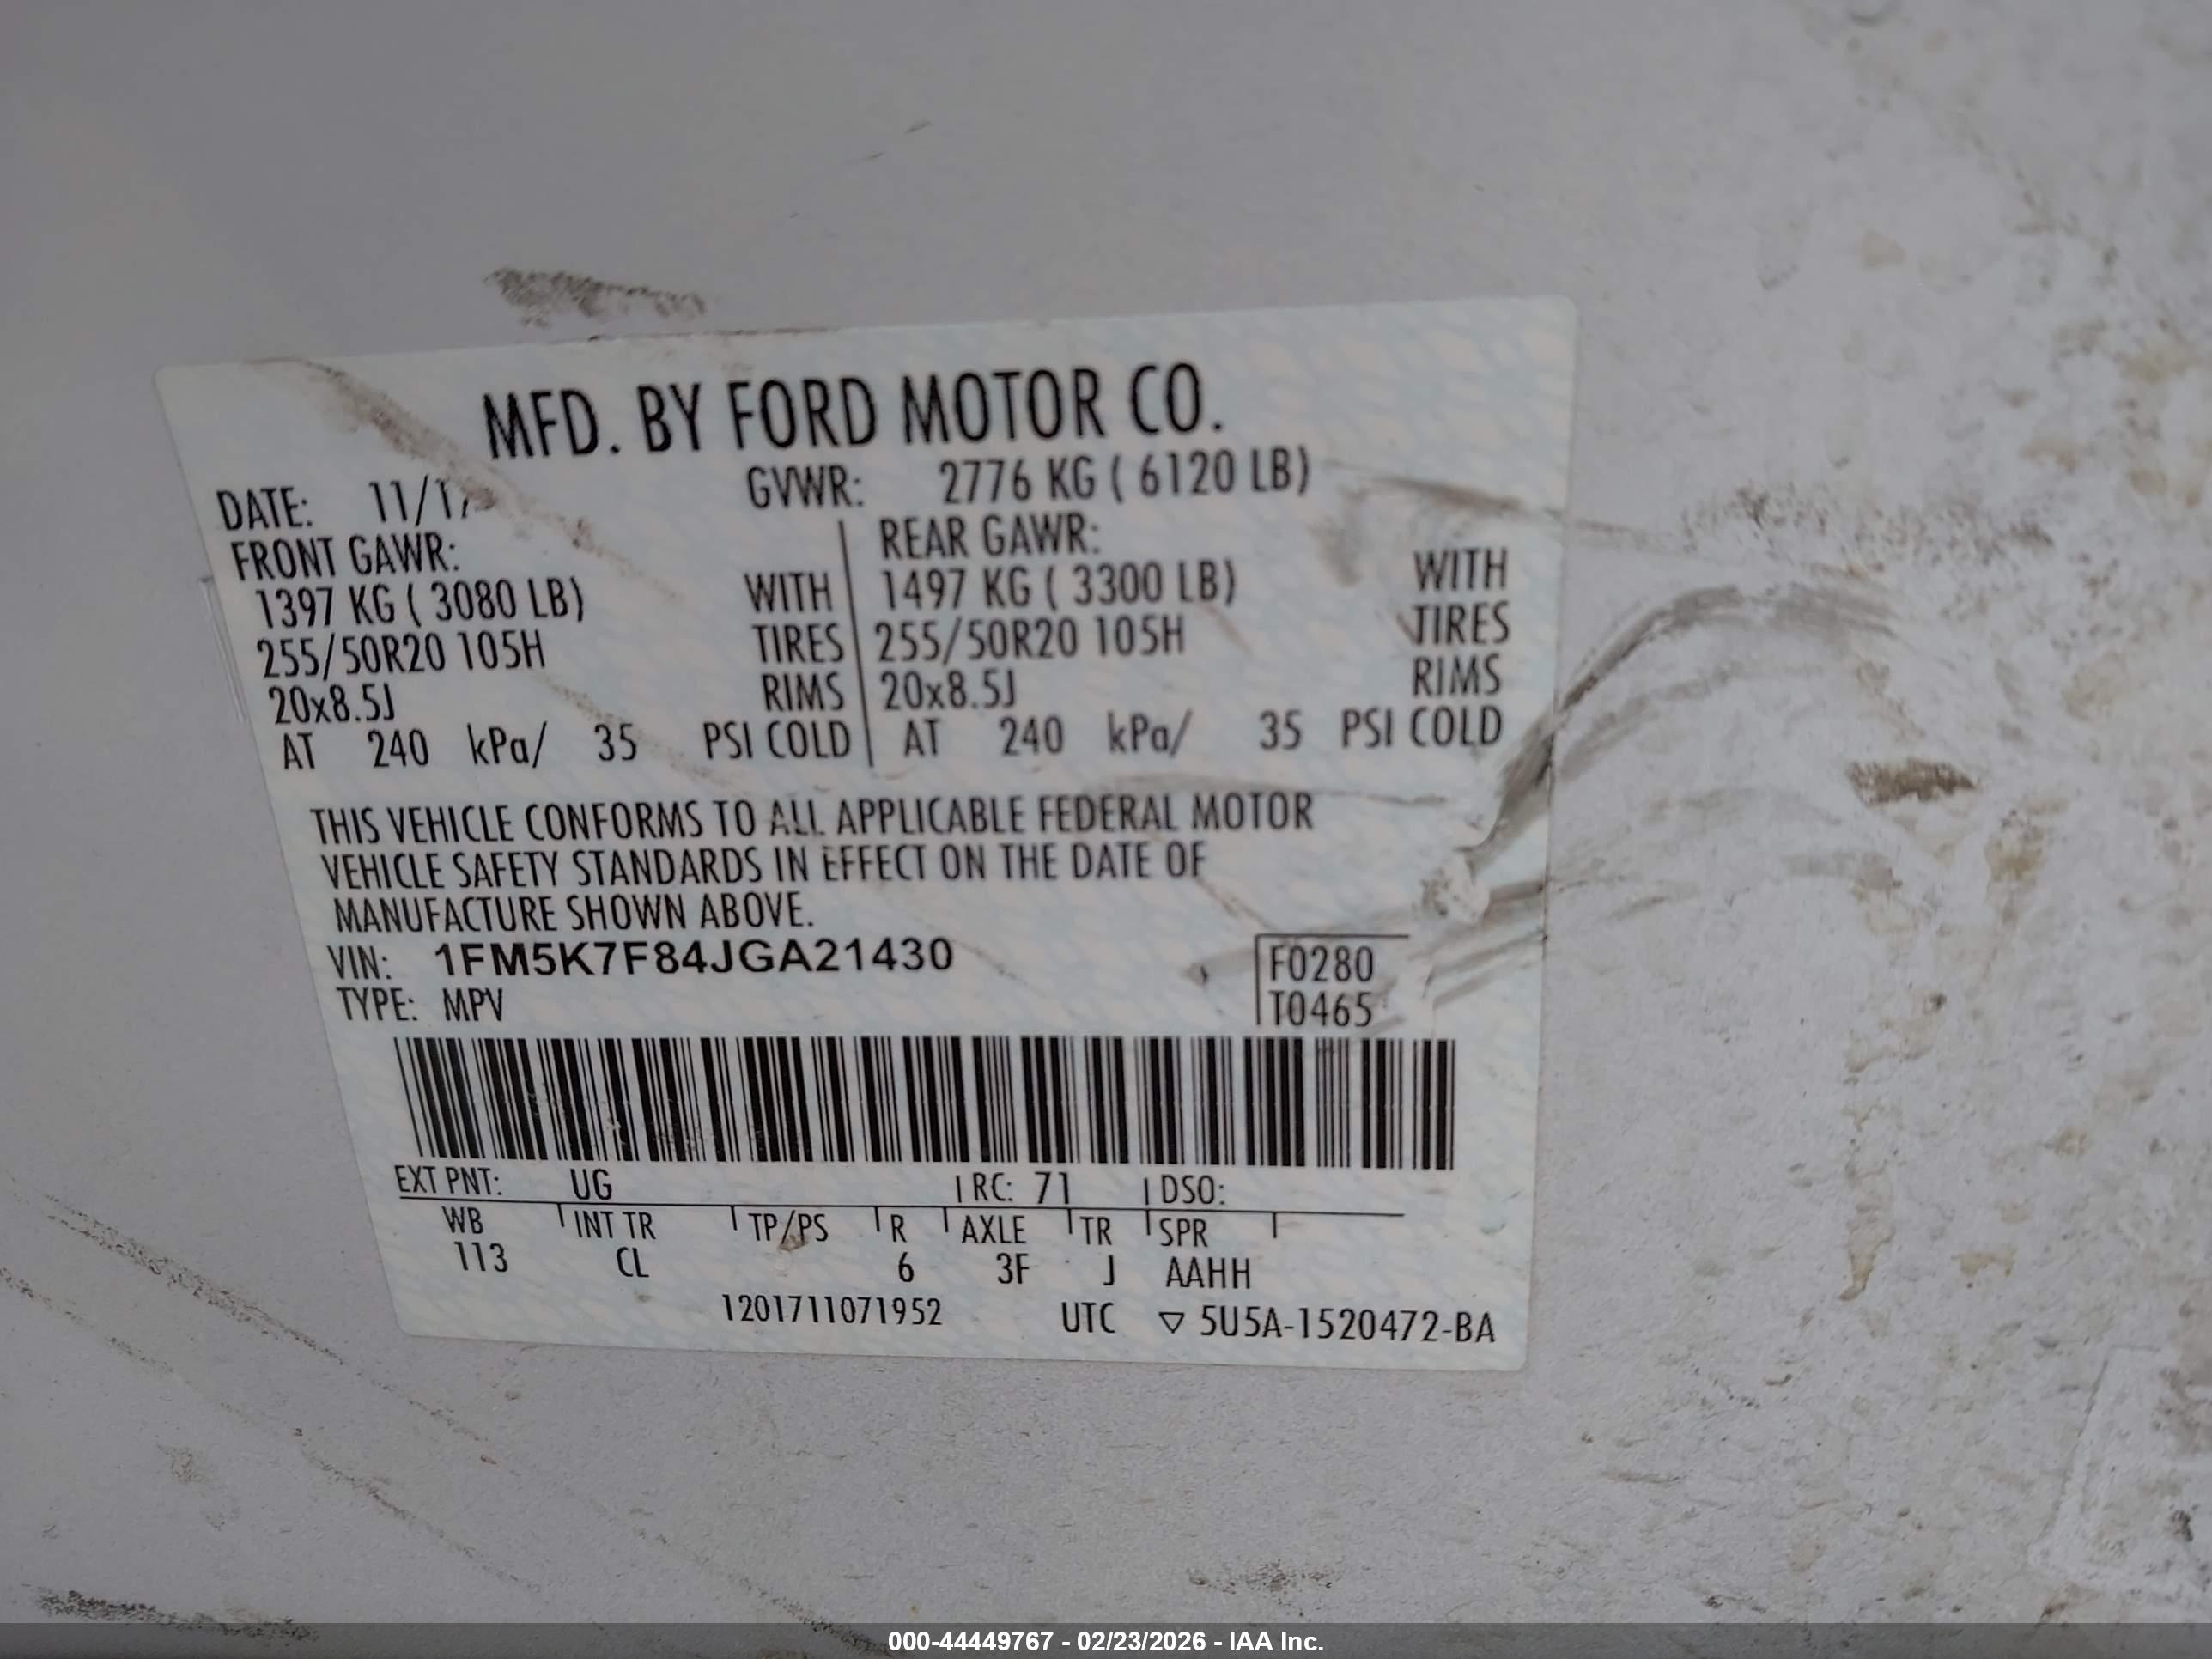 MFD. BY FORD MOTOR CO.
DATE: 11/17 GVWR: 2776 KG ( 6120 LB)
FRONT GAWR: REAR GAWR:
1397 KG ( 3080 LB) WITH 1497 KG ( 3300 LB) WITH
255/50R20 105H TIRES 255/50R20 105H TIRES
20x8.5J RIMS 20x8.5J RIMS
AT 240 kPa/ 35 PSI COLD AT 240 kPa/ 35 PSI COLD
THIS VEHICLE CONFORMS TO ALL APPLICABLE FEDERAL MOTOR
VEHICLE SAFETY STANDARDS IN EFFECT ON THE DATE OF
MANUFACTURE SHOWN ABOVE.
VIN: 1FM5K7F84JGA21430 F0280
TYPE: MPV T0465
EXT PNT: UG RC: 71 DSO:
WB INT TR TP/PS R AXLE TR SPR
113 CL 6 3F J AAHH
1201711071952 UTC ▽ 5U5A-1520472-BA
000-44449767 - 02/23/2026 - IAA Inc.